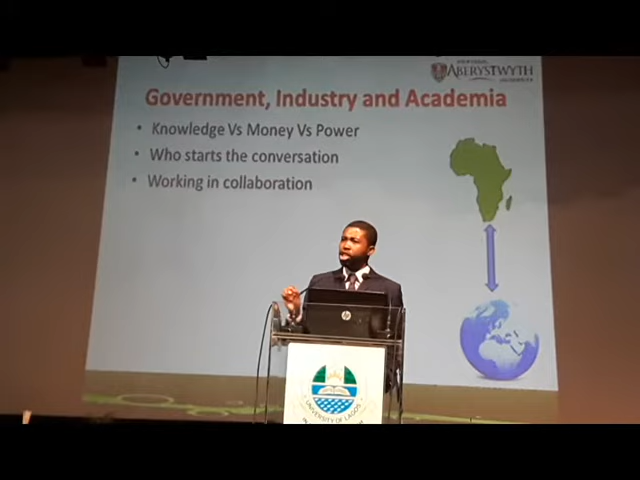 ABERYSTWYTH
Government, Industry and Academia
• Knowledge Vs Money Vs Power
• Who starts the conversation
• Working in collaboration
hp
UNIVERSITY OF LAGOS